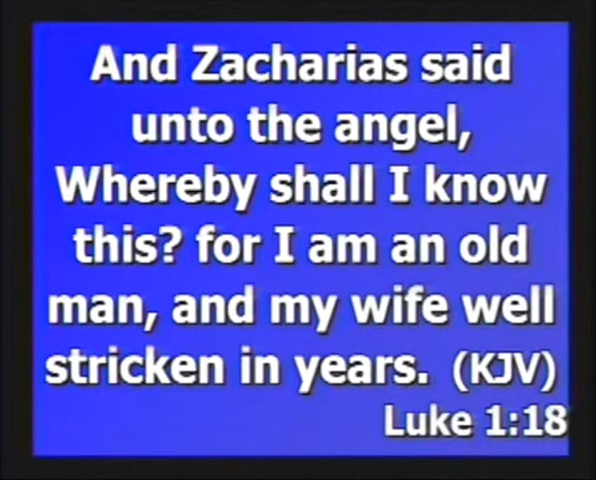 And Zacharias said
unto the angel,
Whereby shall I know
this? for I am an old
man, and my wife well
stricken in years. (KJV)
Luke 1:18